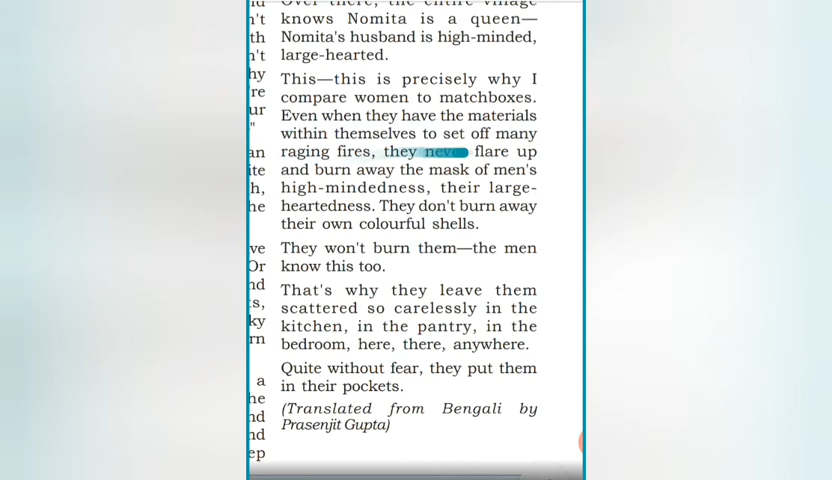 Over there, the entire village
knows Nomita is a queen—
Nomita's husband is high-minded,
large-hearted.
This—this is precisely why I
compare women to matchboxes.
Even when they have the materials
within themselves to set off many
raging fires, they never flare up
and burn away the mask of men's
high-mindedness, their large-
heartedness. They don't burn away
their own colourful shells.
They won't burn them—the men
know this too.
That's why they leave them
scattered so carelessly in the
kitchen, in the pantry, in the
bedroom, here, there, anywhere.
Quite without fear, they put them
in their pockets.
(Translated from Bengali by
Prasenjit Gupta)